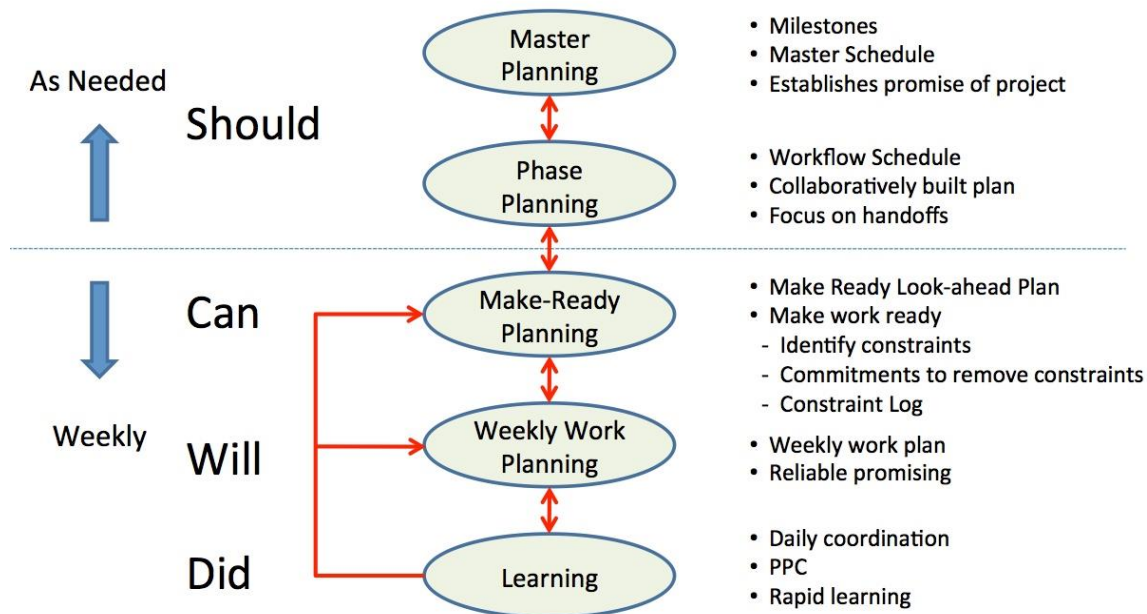 As Needed
Should
Master
Planning
• Milestones
• Master Schedule
• Establishes promise of project
Phase
Planning
• Workflow Schedule
• Collaboratively built plan
• Focus on handoffs
Can
Make-Ready
Planning
• Make Ready Look-ahead Plan
• Make work ready
- Identify constraints
- Commitments to remove constraints
- Constraint Log
Weekly
Will
Weekly Work
Planning
• Weekly work plan
• Reliable promising
Did
Learning
• Daily coordination
• PPC
• Rapid learning